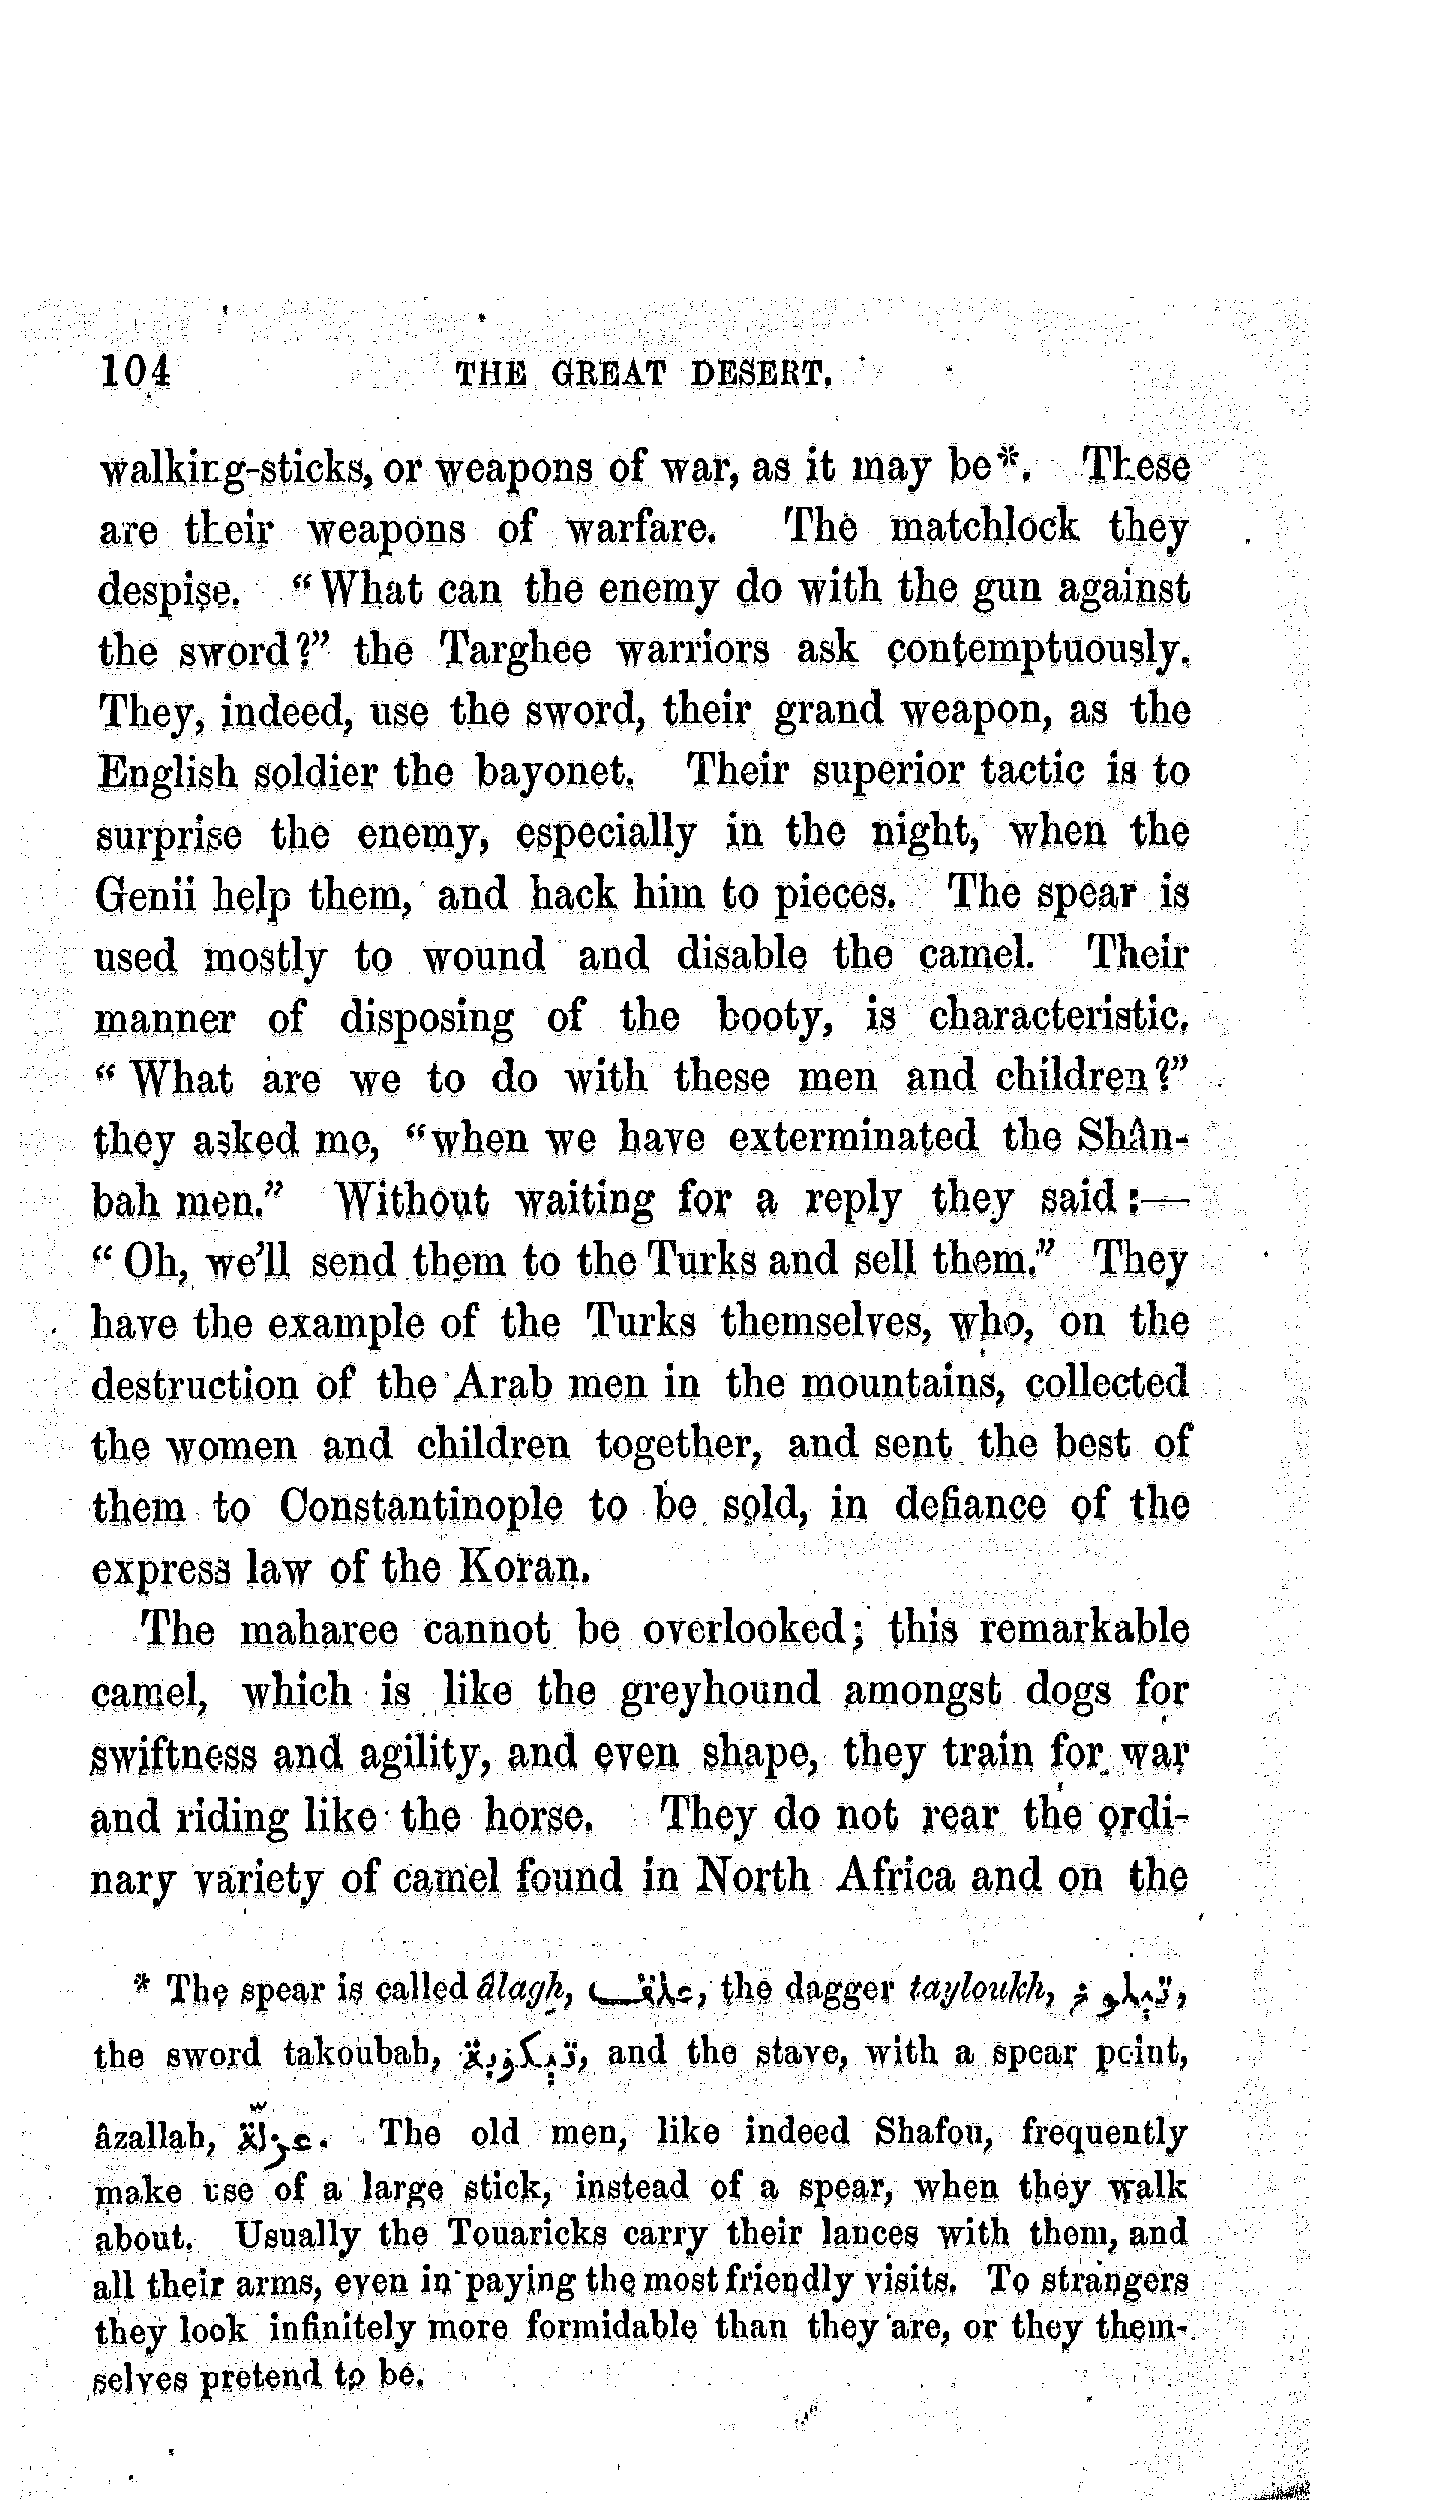 104 THE GREAT DESERT.
walking-sticks, or weapons of war, as it may be*. These
are their weapons of warfare. The matchlock they
despise. “What can the enemy do with the gun against
the sword?” the Targhee warriors ask contemptuously.
They, indeed, use the sword, their grand weapon, as the
English soldier the bayonet. Their superior tactic is to
surprise the enemy, especially in the night, when the
Genii help them, and hack him to pieces. The spear is
used mostly to wound and disable the camel. Their
manner of disposing of the booty, is characteristic.
“What are we to do with these men and children?”
they asked me, “when we have exterminated the Shân-
bah men.” Without waiting for a reply they said:—
“Oh, we’ll send them to the Turks and sell them.” They
have the example of the Turks themselves, who, on the
destruction of the Arab men in the mountains, collected
the women and children together, and sent the best of
them to Constantinople to be sold, in defiance of the
express law of the Koran.
The maharee cannot be overlooked; this remarkable
camel, which is like the greyhound amongst dogs for
swiftness and agility, and even shape, they train for war
and riding like the horse. They do not rear the ordi-
nary variety of camel found in North Africa and on the
* The spear is called âlagh, the dagger tayloukh,
the sword takoubah, and the stave, with a spear point,
âzallah, . The old men, like indeed Shafou, frequently
make use of a large stick, instead of a spear, when they walk
about. Usually the Touaricks carry their lances with them, and
all their arms, even in paying the most friendly visits. To strangers
they look infinitely more formidable than they are, or they them-
selves pretend to be.